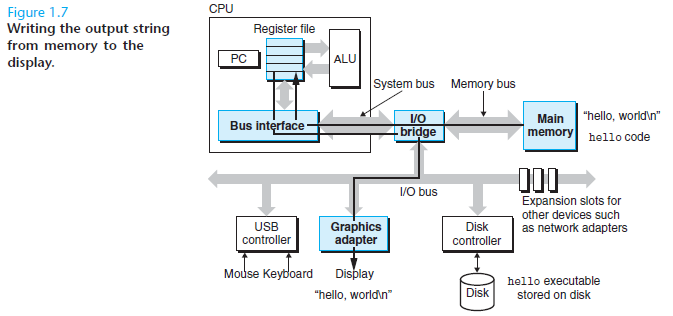 Figure 1.7
Writing the output string
from memory to the
display.
CPU
Register file
PC
ALU
System bus
Memory bus
Bus interface
I/O
bridge
Main
memory
"hello, world\n"
hello code
I/O bus
Expansion slots for
other devices such
as network adapters
USB
controller
Graphics
adapter
Disk
controller
Mouse Keyboard
Display
"hello, world\n"
Disk
hello executable
stored on disk